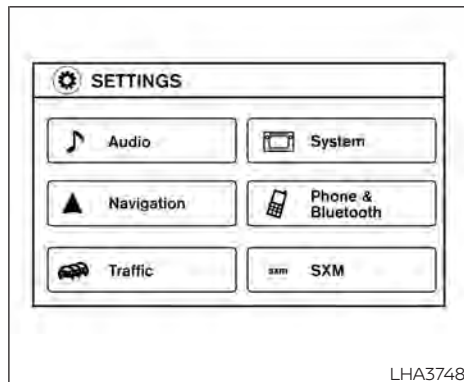 SETTINGS
Audio
System
Navigation
Phone &
Bluetooth
Traffic
sxm SXM
LHA3748